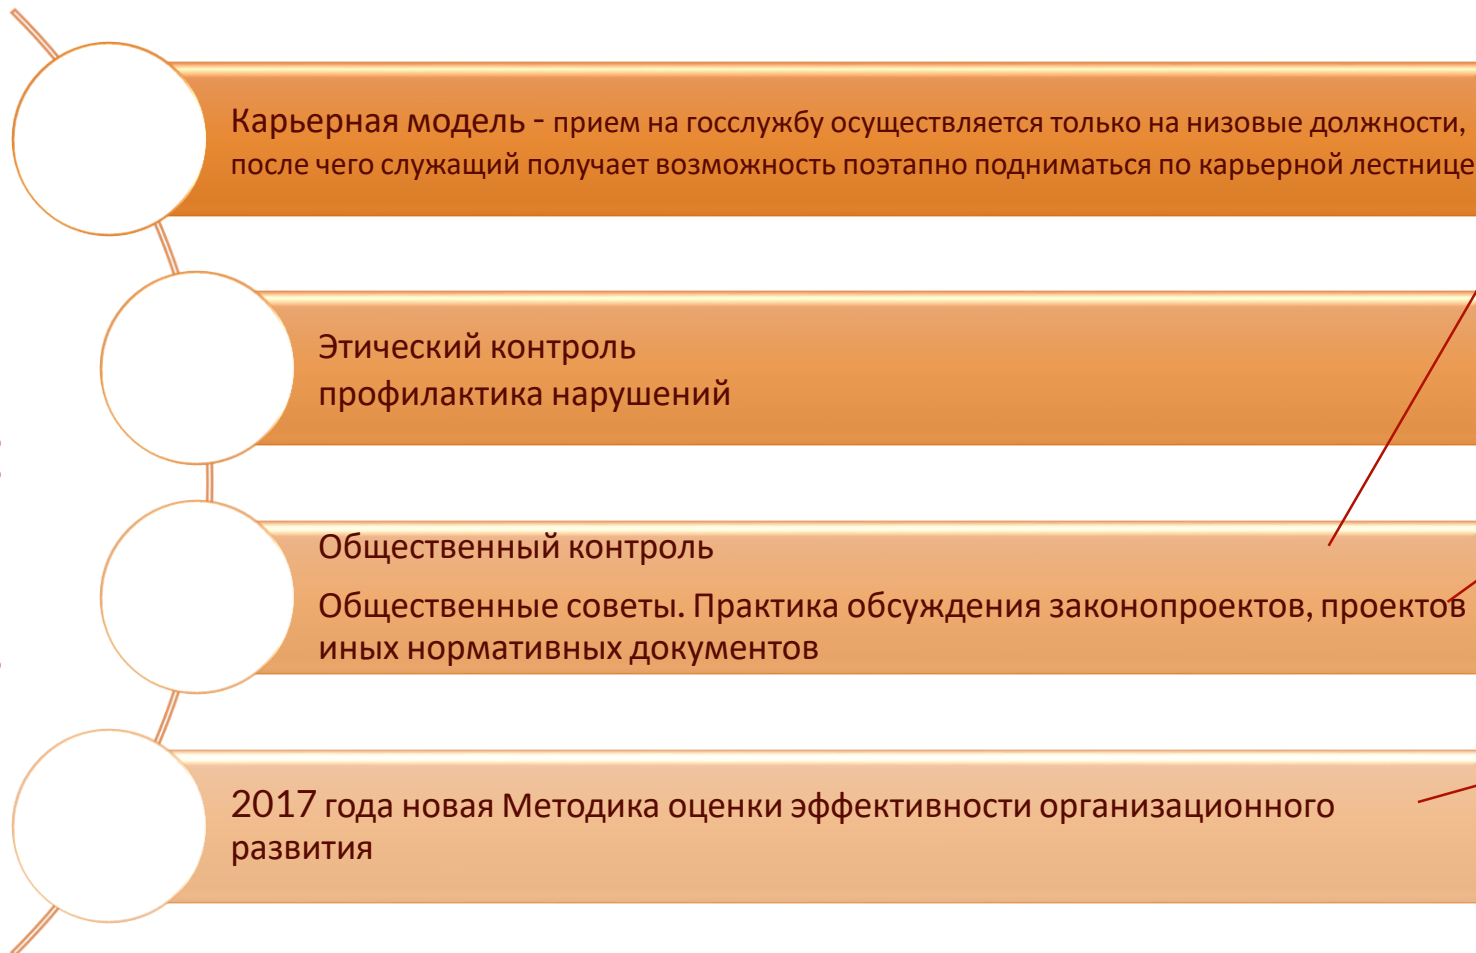 Карьерная модель - прием на госслужбу осуществляется только на низовые должности,
после чего служащий получает возможность поэтапно подниматься по карьерной лестнице
Этический контроль
профилактика нарушений
Общественный контроль
Общественные советы. Практика обсуждения законопроектов, проектов
иных нормативных документов
2017 года новая Методика оценки эффективности организационного
развития